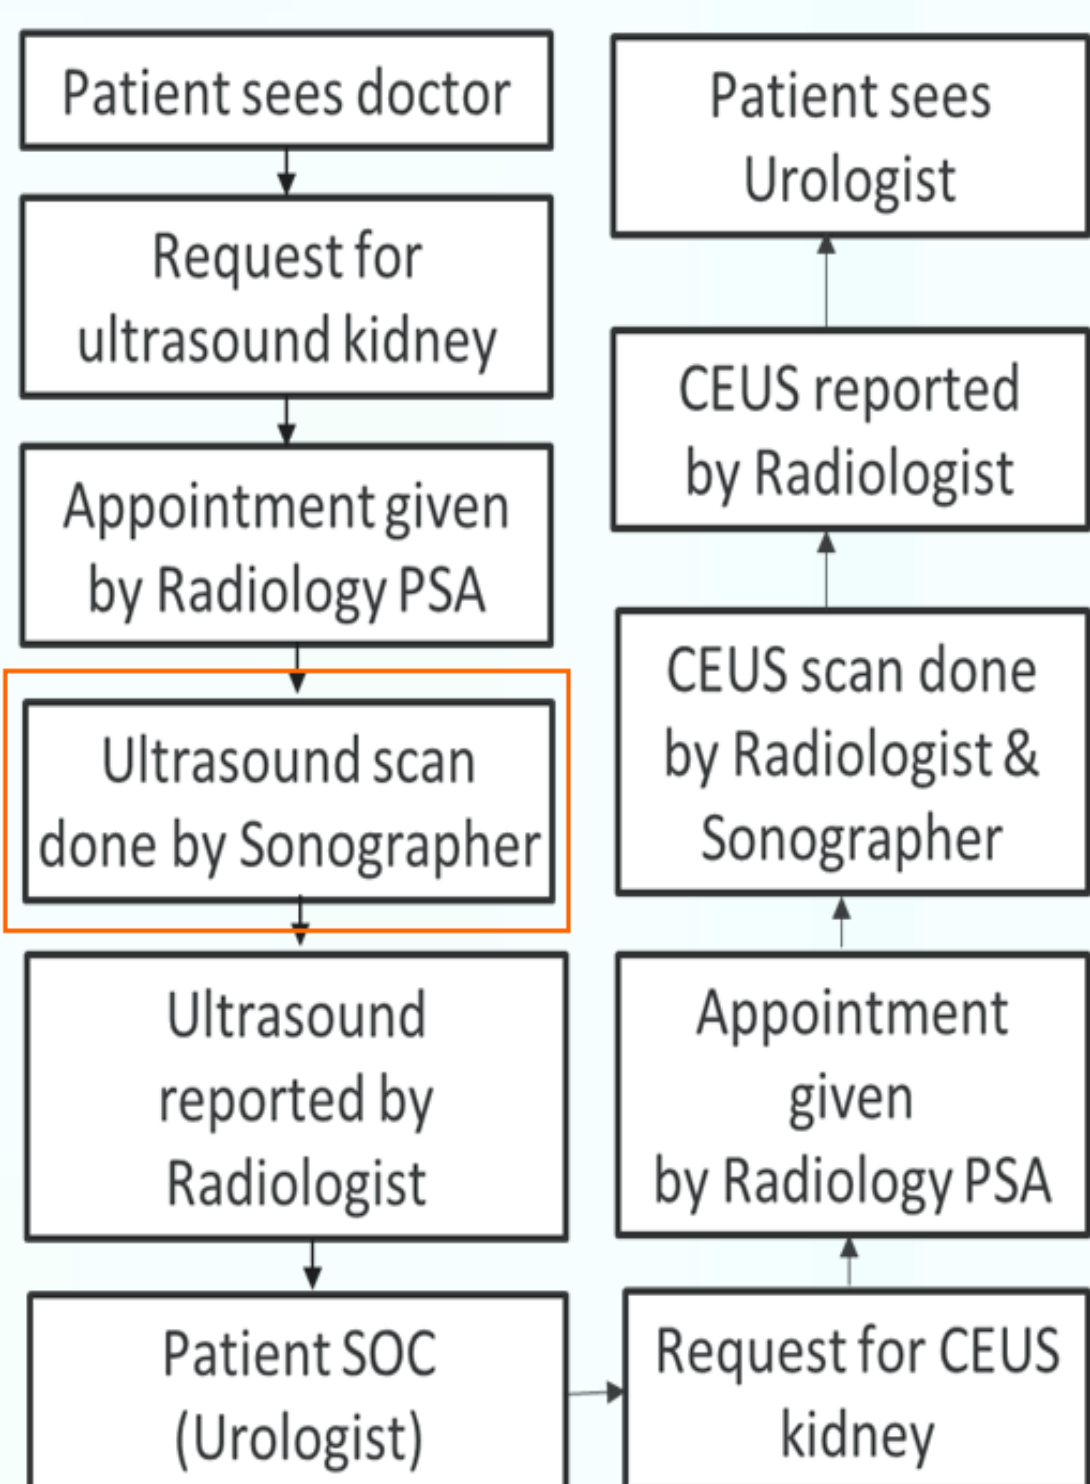 Patient sees doctor
Request for
ultrasound kidney
Appointment given
by Radiology PSA
Ultrasound scan
done by Sonographer
Ultrasound
reported by
Radiologist
Patient SOC
(Urologist)
Request for CEUS
kidney
Appointment
given
by Radiology PSA
CEUS scan done
by Radiologist &
Sonographer
CEUS reported
by Radiologist
Patient sees
Urologist